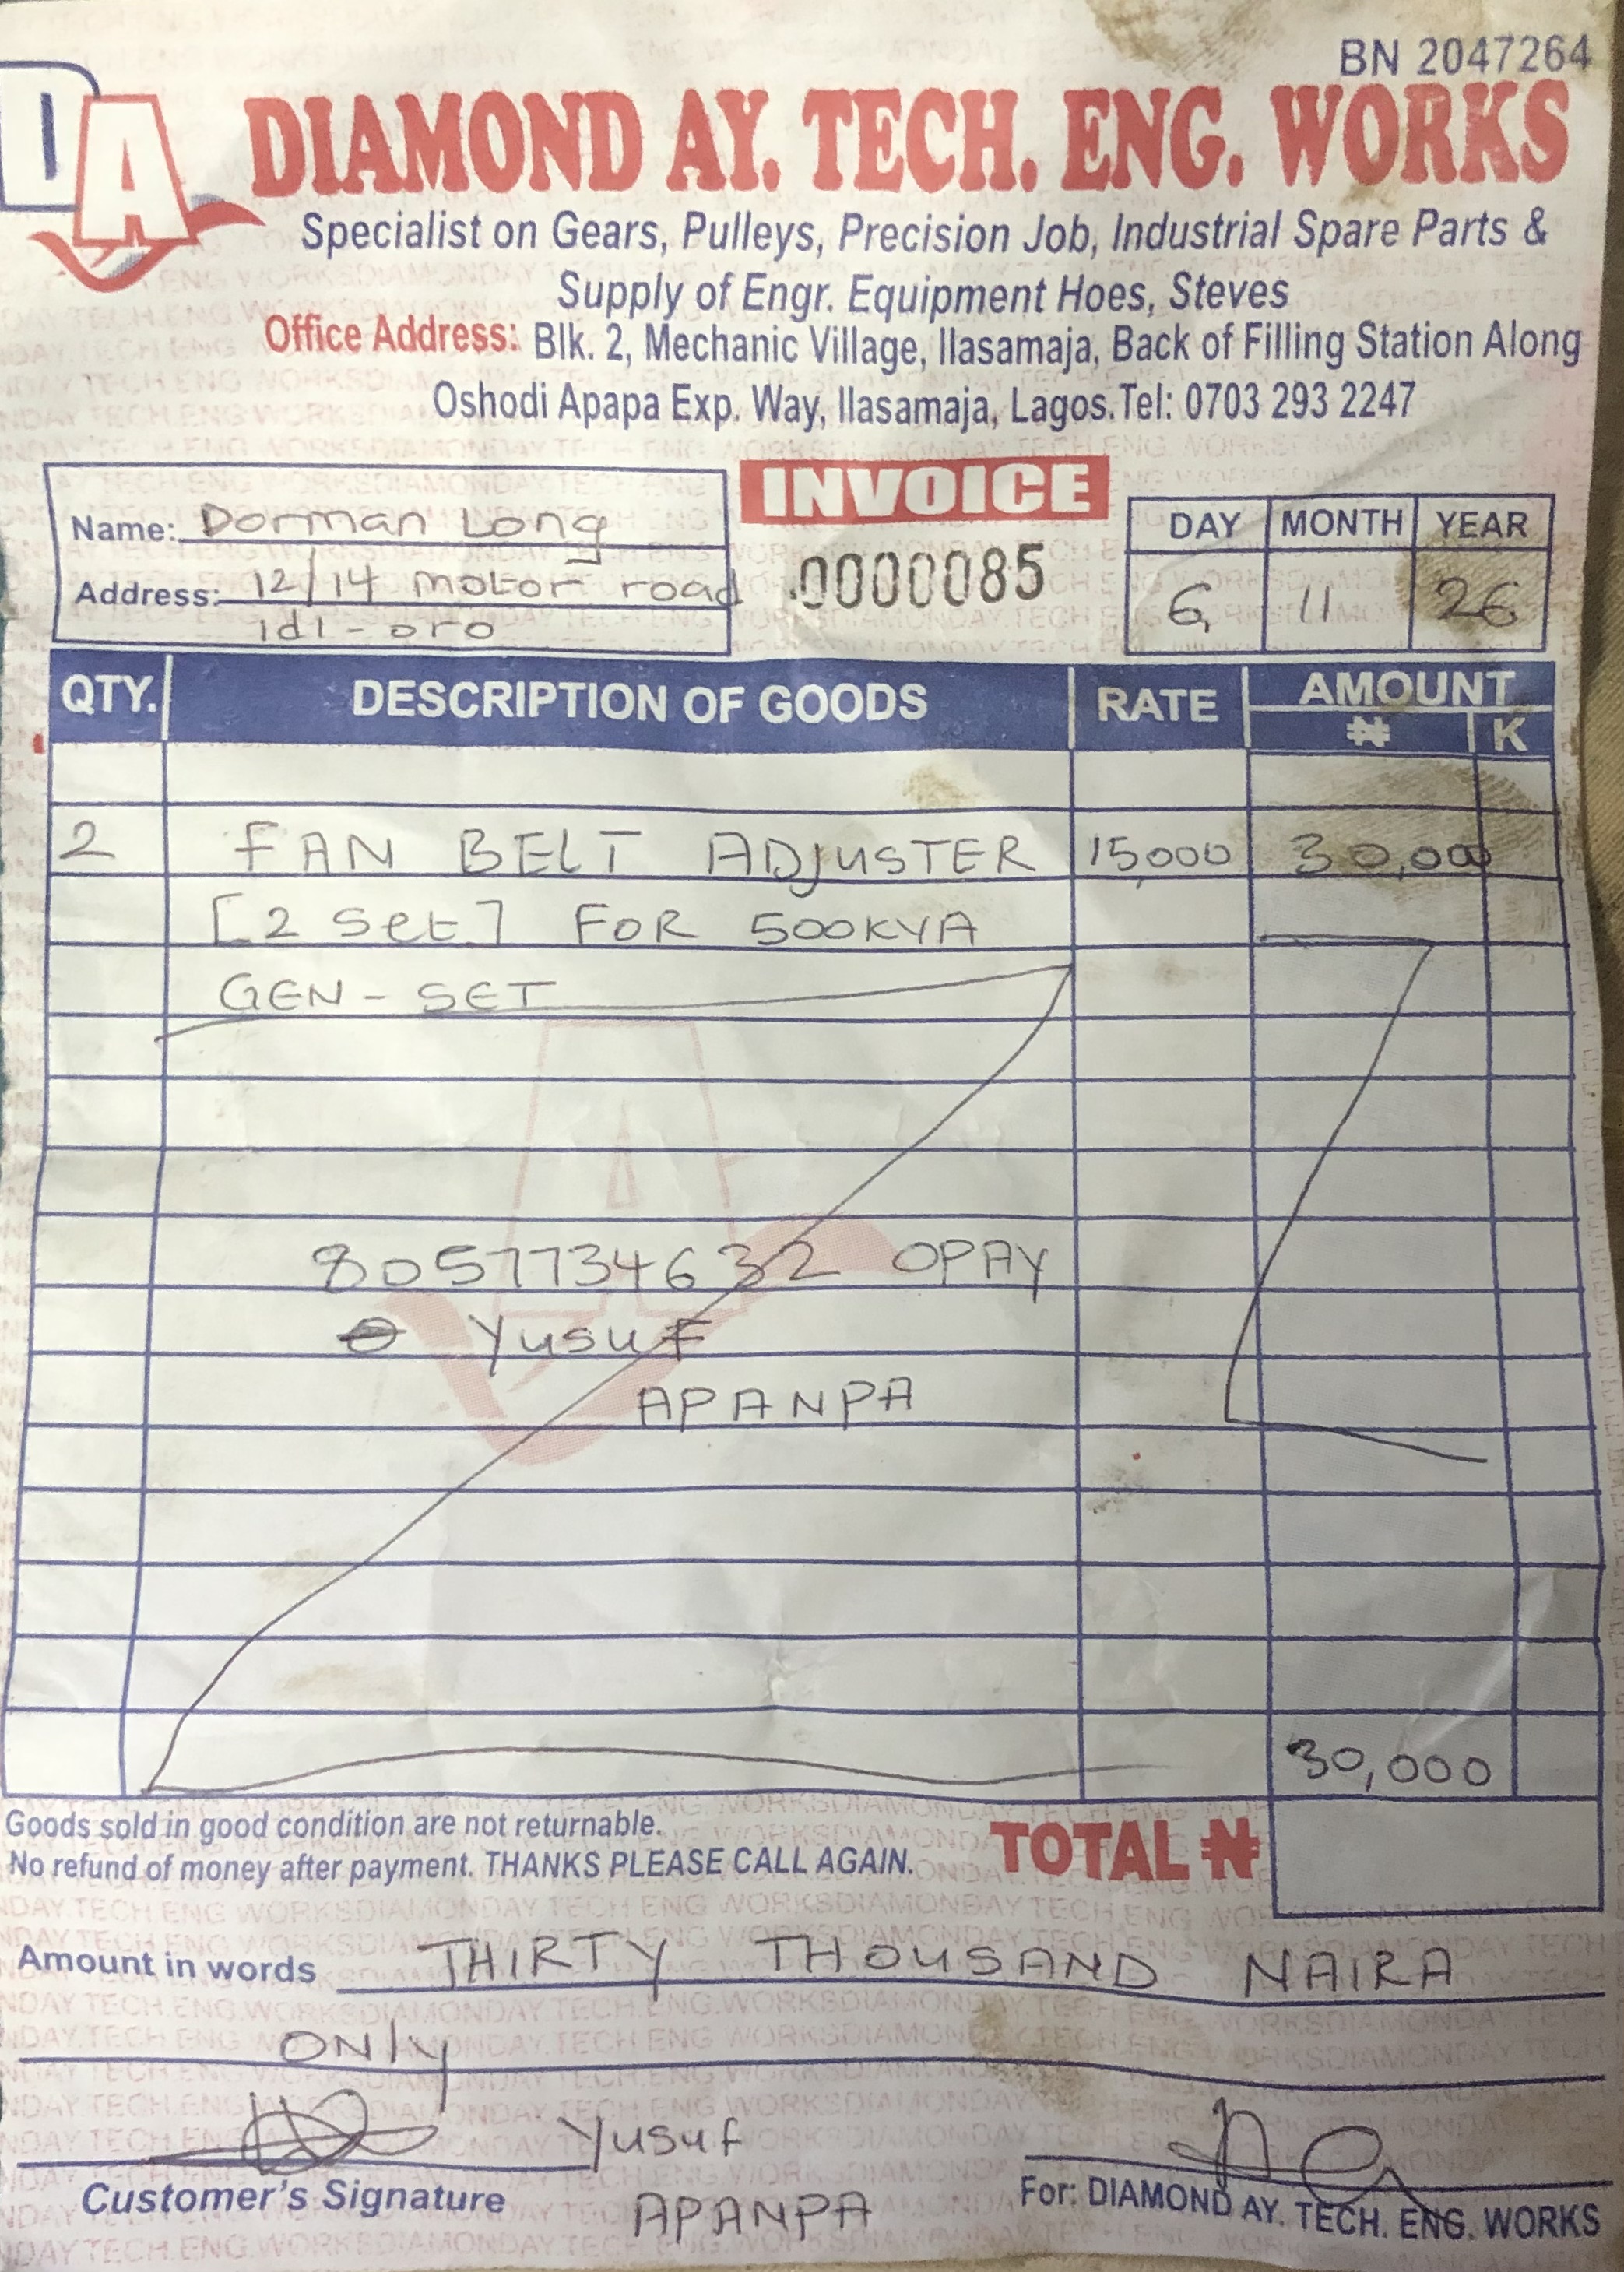 BN 2047264
DA
DIAMOND AY. TECH. ENG. WORKS
Specialist on Gears, Pulleys, Precision Job, Industrial Spare Parts &
Supply of Engr. Equipment Hoes, Steves
Office Address: Blk. 2, Mechanic Village, Ilasamaja, Back of Filling Station Along
Oshodi Apapa Exp. Way, Ilasamaja, Lagos. Tel: 0703 293 2247
INVOICE
Name: Dorman Long
Address: 12/14 motor road
idi-oro
0000085
DAY MONTH YEAR
6 11 26
QTY. DESCRIPTION OF GOODS RATE AMOUNT
₦ K
2 FAN BELT ADJUSTER 15,000 30,000
[2 Set] FOR 500KVA
GEN-SET
8057734632 OPAY
Yusuf
APANPA
30,000
Goods sold in good condition are not returnable.
No refund of money after payment. THANKS PLEASE CALL AGAIN.
TOTAL ₦
Amount in words THIRTY THOUSAND NAIRA
ONLY
Yusuf
Customer's Signature
APANPA
For: DIAMOND AY. TECH. ENG. WORKS